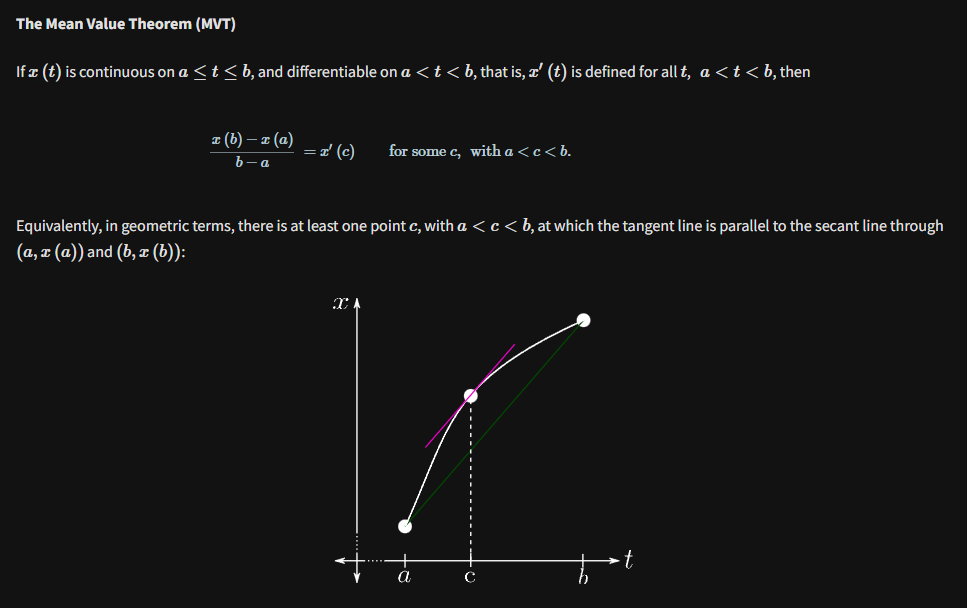 The Mean Value Theorem (MVT)
If x (t) is continuous on a ≤ t ≤ b, and differentiable on a < t < b, that is, x′ (t) is defined for all t, a < t < b, then
x (b) − x (a)
b − a
= x′ (c) for some c, with a < c < b.
Equivalently, in geometric terms, there is at least one point c, with a < c < b, at which the tangent line is parallel to the secant line through
(a, x (a)) and (b, x (b)):
x
t
a c b